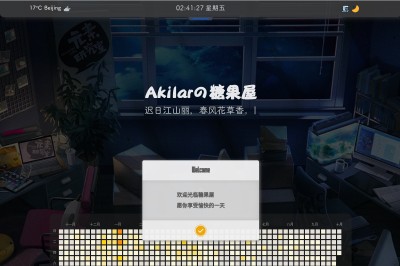 17°C Beijing
02:41:27 星期五
Akilarの糖果屋
迟日江山丽，春风花草香。|
Welcome
欢迎光临糖果屋
愿你享受愉快的一天